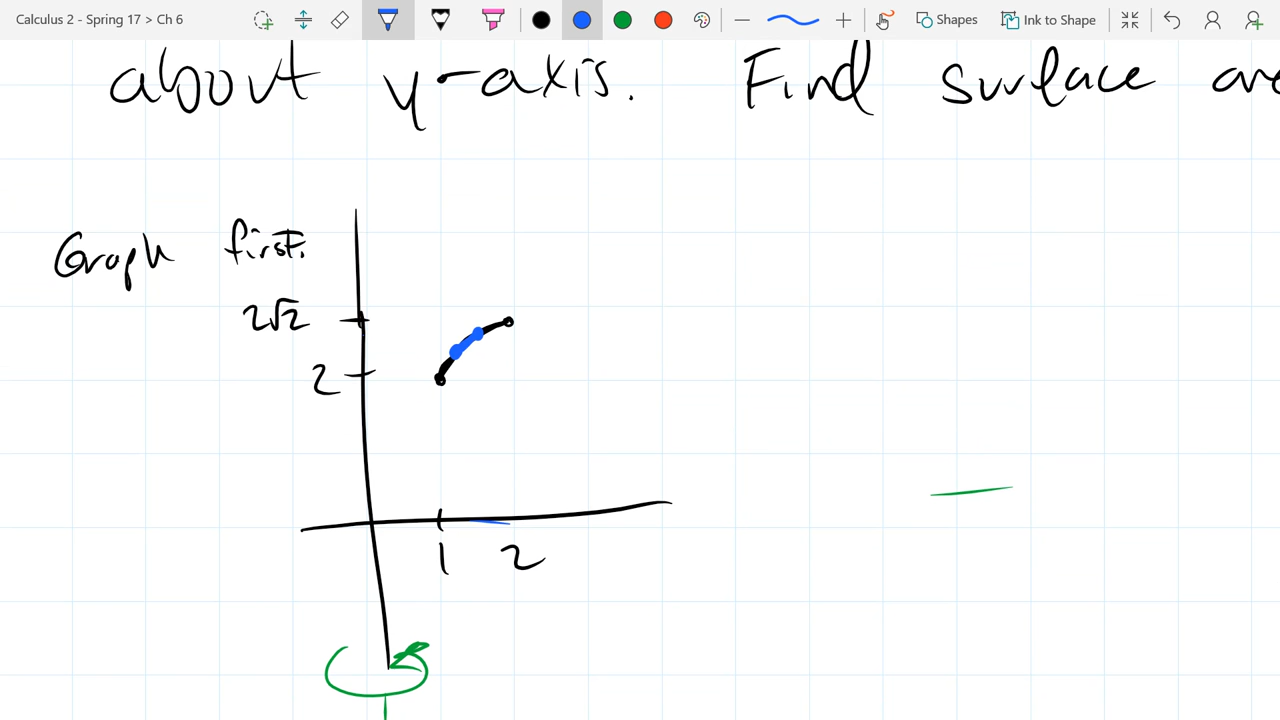 Calculus 2 - Spring 17 > Ch 6
Shapes
Ink to Shape
about y-axis. Find surface are
Graph first.
2√2
2
1 2